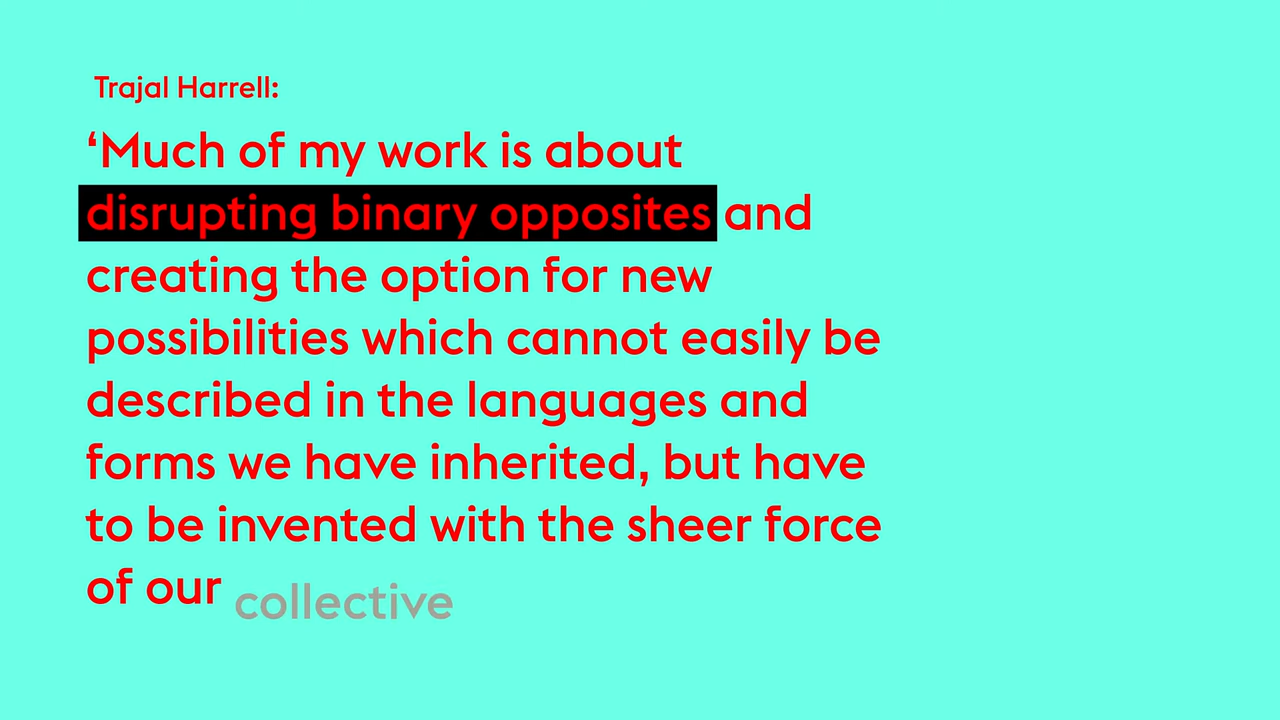 Trajal Harrell:
‘Much of my work is about
disrupting binary opposites and
creating the option for new
possibilities which cannot easily be
described in the languages and
forms we have inherited, but have
to be invented with the sheer force
of our collective